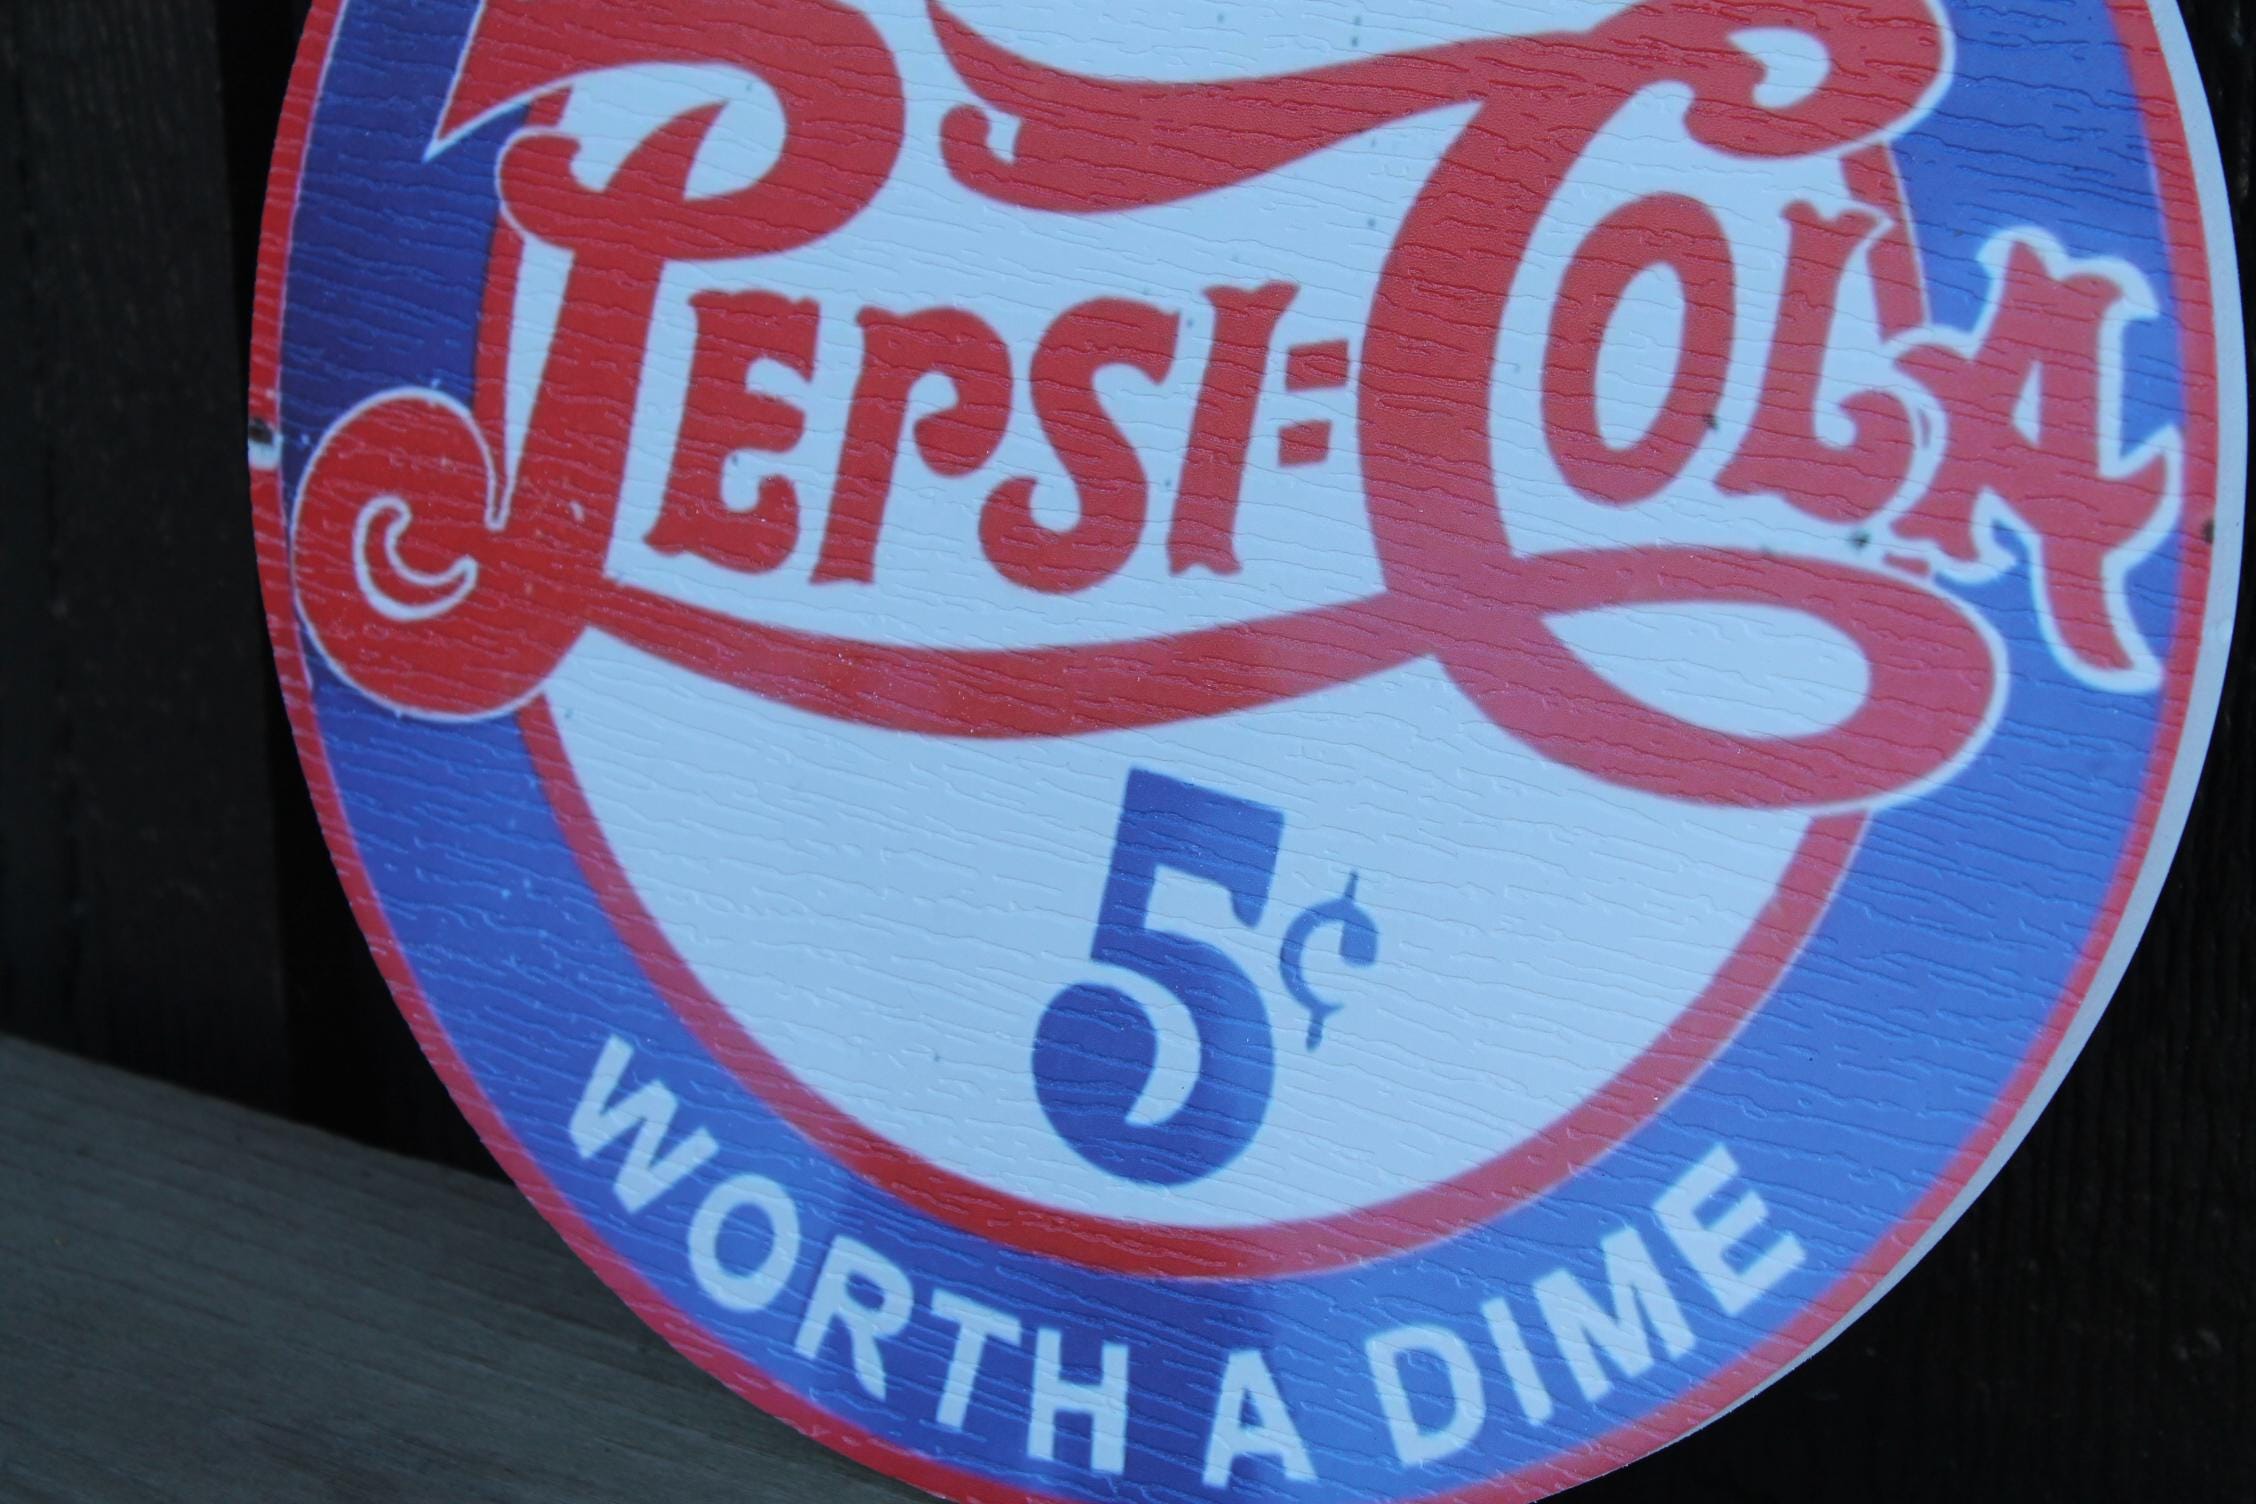 PEPSI=COLA
5¢
WORTH A DIME